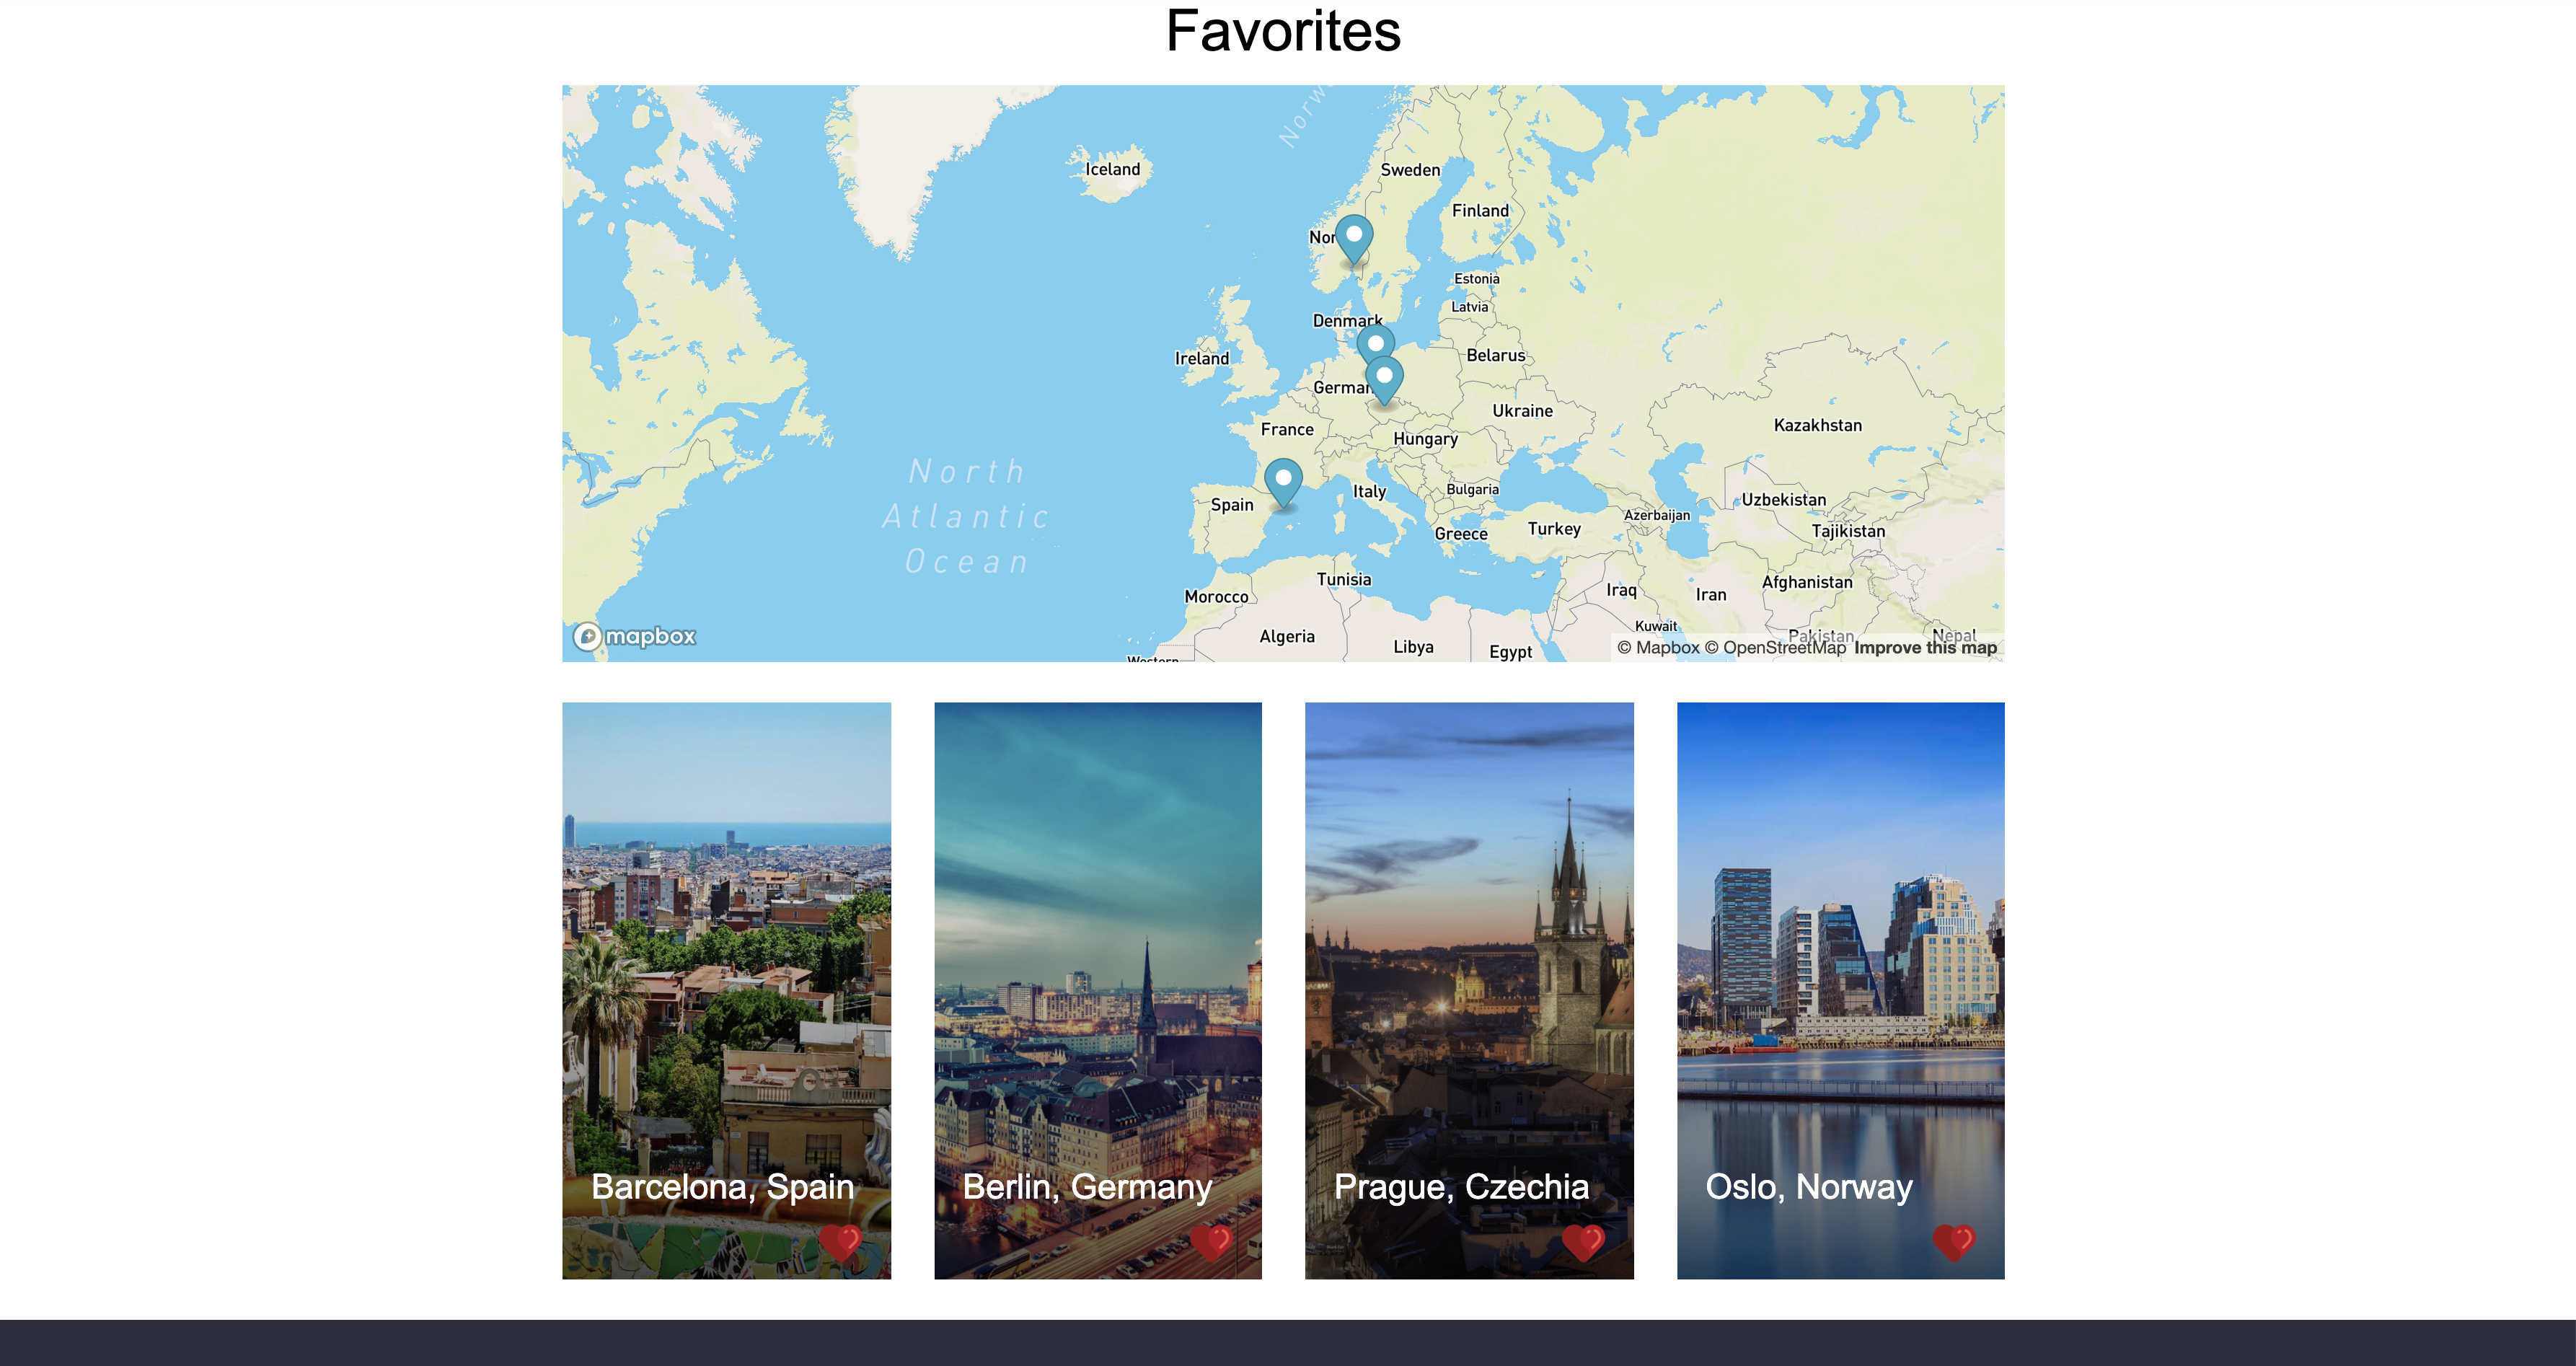 Favorites
Norw
Iceland
Sweden
Finland
Nor
Estonia
Latvia
Denmark
Ireland
Belarus
German
Ukraine
Kazakhstan
France
Hungary
North
Atlantic
Ocean
Spain
Italy
Bulgaria
Uzbekistan
Azerbaijan
Greece
Turkey
Tajikistan
Tunisia
Afghanistan
Morocco
Iraq
Iran
Kuwait
Pakistan
Nepal
mapbox
Algeria
Libya
Egypt
© Mapbox © OpenStreetMap Improve this map
Western
Barcelona, Spain
Berlin, Germany
Prague, Czechia
Oslo, Norway